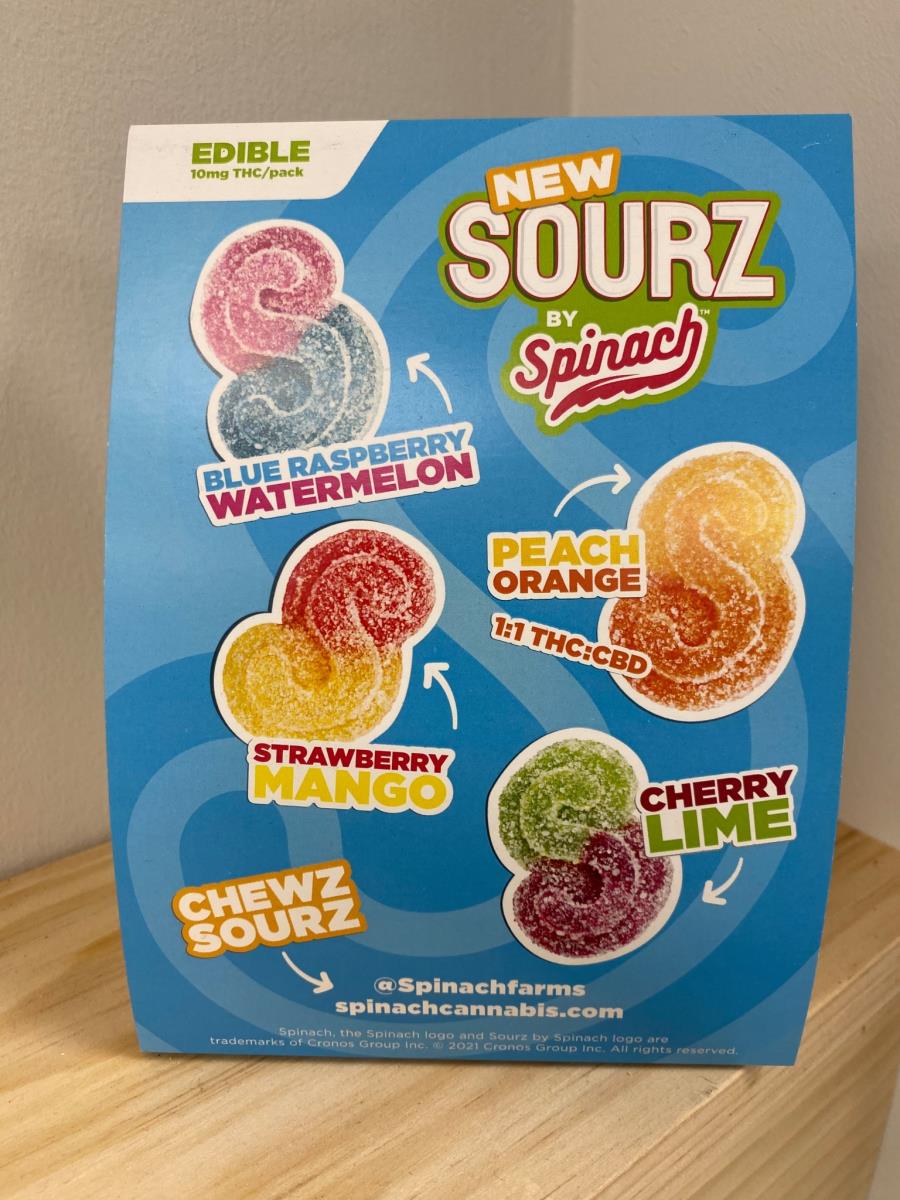 EDIBLE
10mg THC/pack
NEW
SOURZ
BY
Spinach™
BLUE RASPBERRY
WATERMELON
PEACH
ORANGE
1:1 THC:CBD
STRAWBERRY
MANGO
CHERRY
LIME
CHEWZ
SOURZ
@Spinachfarms
spinachcannabis.com
Spinach, the Spinach logo and Sourz by Spinach logo are
trademarks of Cronos Group Inc. © 2021 Cronos Group Inc. All rights reserved.